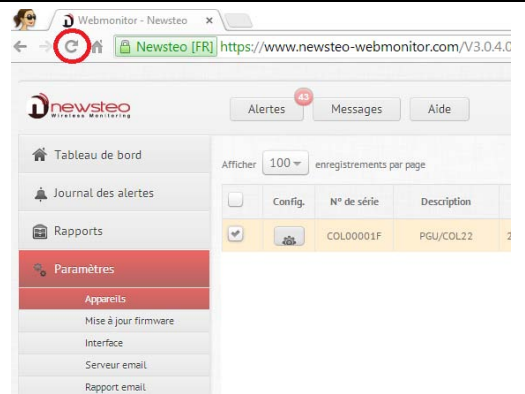 Webmonitor - Newsteo
Newsteo [FR] https://www.newsteo-webmonitor.com/V3.0.4.0
newsteo
Wireless Monitoring
Alertes 43 Messages Aide
Tableau de bord
Journal des alertes
Rapports
Paramètres
Appareils
Mise à jour firmware
Interface
Serveur email
Rapport email
Afficher 100 enregistrements par page
Config. N° de série Description
COL00001F PGU/COL22 2